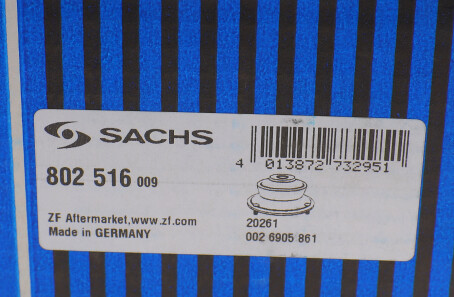 SACHS
4 013872 732951
802 516 009
ZF Aftermarket,www.zf.com
Made in GERMANY
20261
002 6905 861